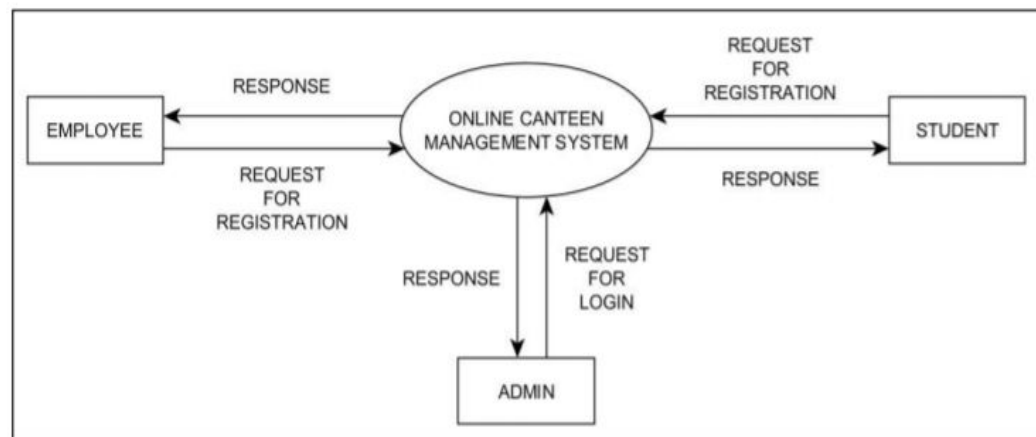 RESPONSE
EMPLOYEE
REQUEST
FOR
REGISTRATION
ONLINE CANTEEN
MANAGEMENT SYSTEM
REQUEST
FOR
REGISTRATION
STUDENT
RESPONSE
RESPONSE
REQUEST
FOR
LOGIN
ADMIN